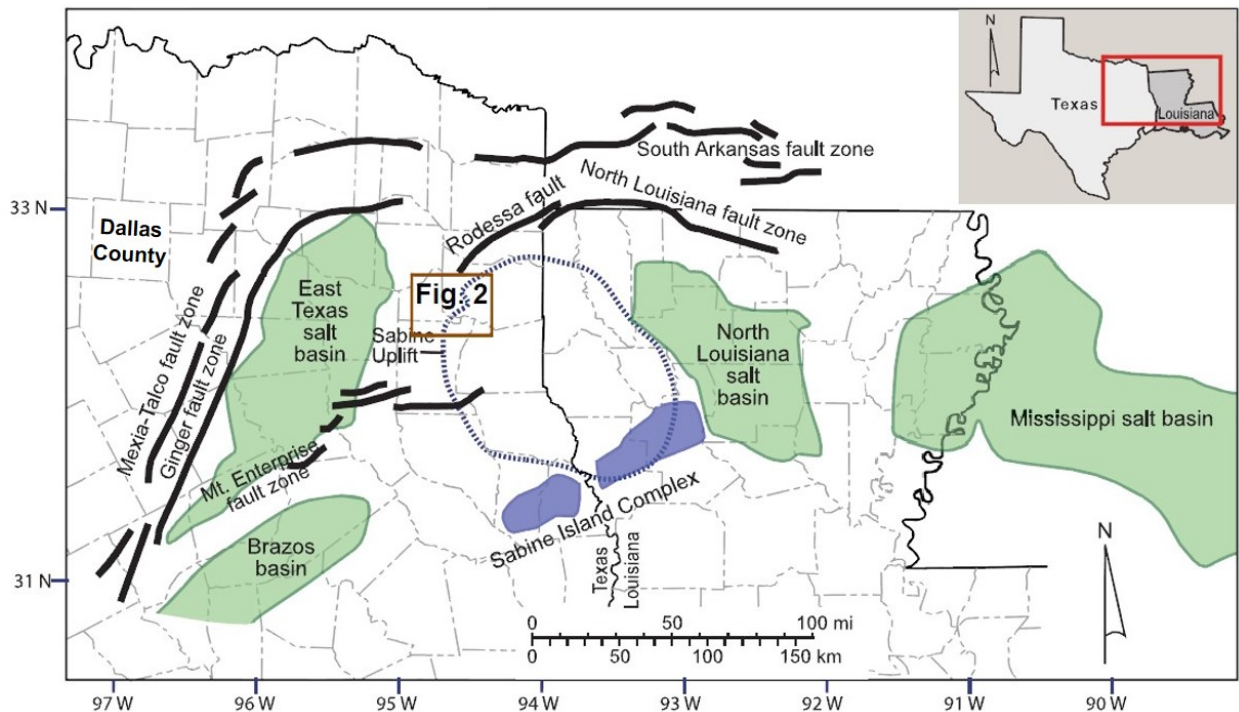 N
Texas
Louisiana
South Arkansas fault zone
North Louisiana fault zone
Rodessa fault
33 N
Dallas
County
Fig. 2
East
Texas
salt
basin
Sabine
Uplift
North
Louisiana
salt
basin
Mississippi salt basin
Mexia-Talco fault zone
Ginger fault zone
Mt. Enterprise
fault zone
Sabine Island Complex
Brazos
basin
31 N
Texas
Louisiana
N
0 50 100 mi
0 50 100 150 km
97 W 96 W 95 W 94 W 93 W 92 W 91 W 90 W